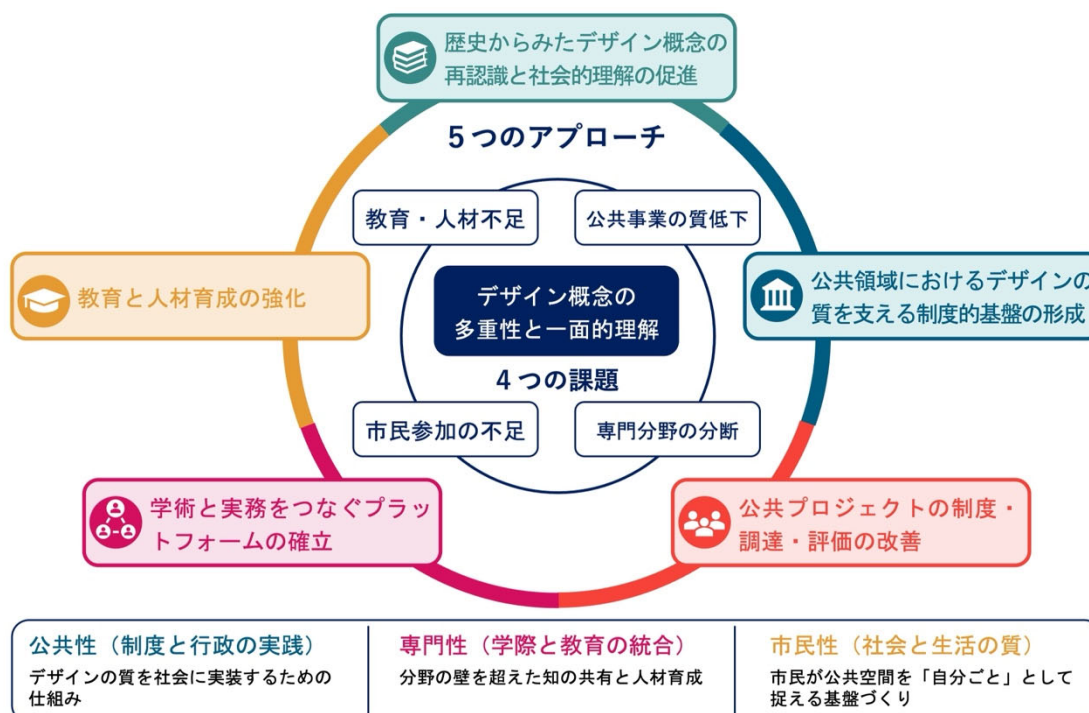 歴史からみたデザイン概念の
再認識と社会的理解の促進
5つのアプローチ
教育・人材不足
公共事業の質低下
教育と人材育成の強化
デザイン概念の
多重性と一面的理解
公共領域におけるデザインの
質を支える制度的基盤の形成
4つの課題
市民参加の不足
専門分野の分断
学術と実務をつなぐプラッ
トフォームの確立
公共プロジェクトの制度・
調達・評価の改善
公共性（制度と行政の実践）
デザインの質を社会に実装するための
仕組み
専門性（学際と教育の統合）
分野の壁を超えた知の共有と人材育成
市民性（社会と生活の質）
市民が公共空間を「自分ごと」として
捉える基盤づくり